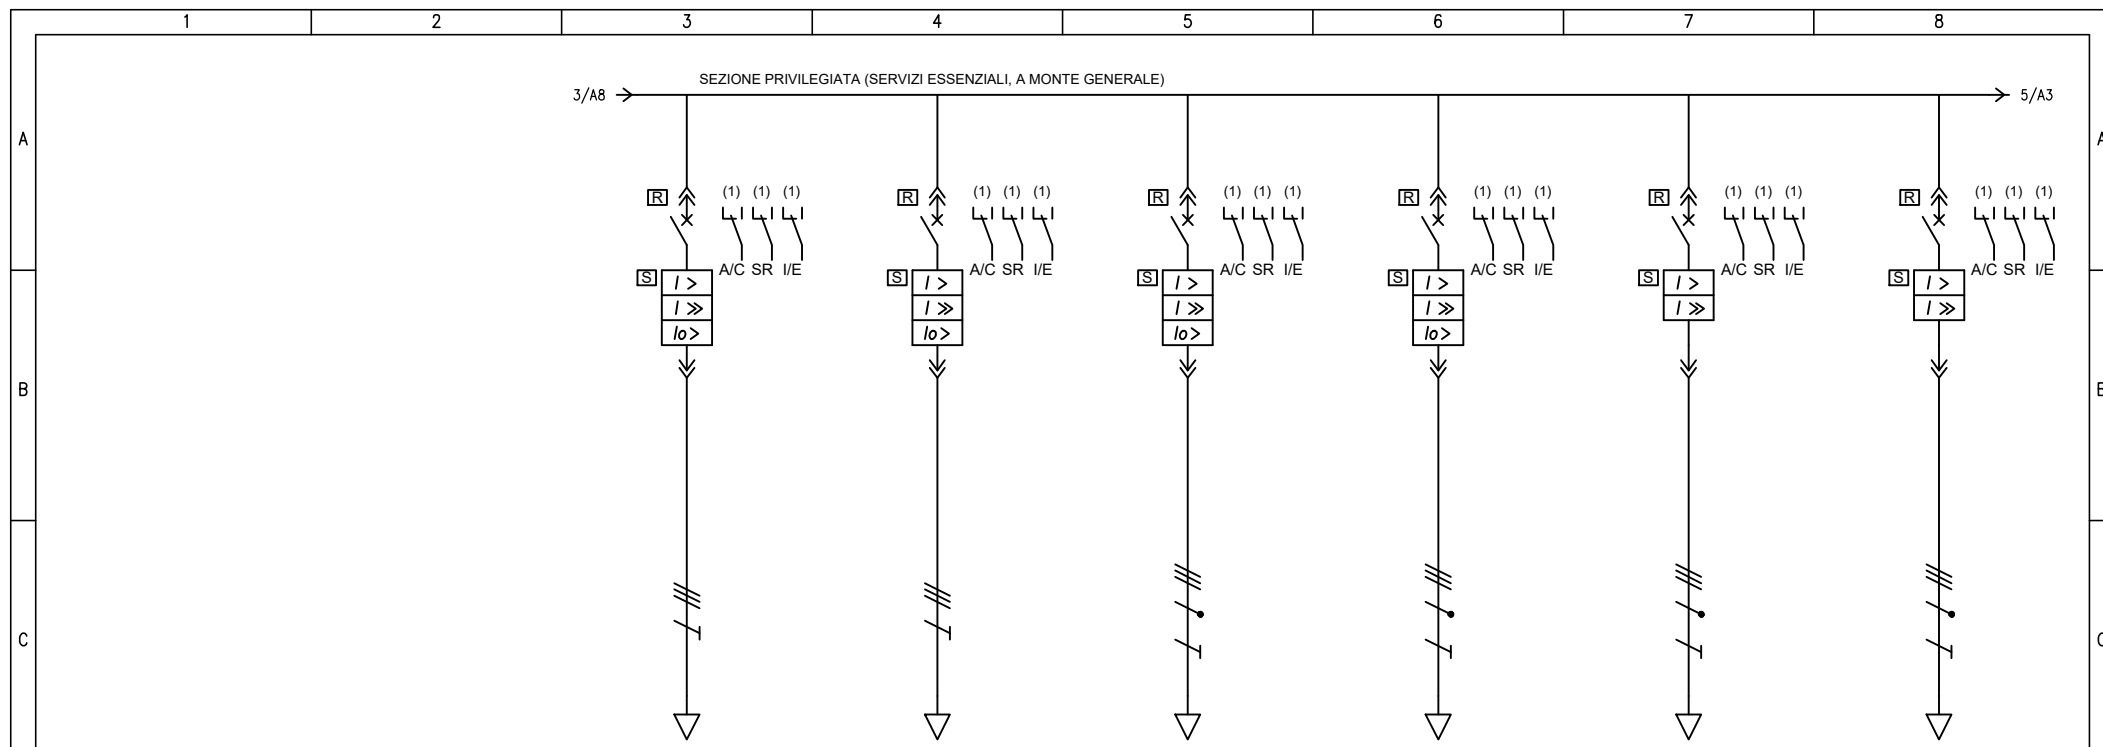 1 2 3 4 5 6 7 8
SEZIONE PRIVILEGIATA (SERVIZI ESSENZIALI, A MONTE GENERALE)
3/A8 5/A3
A A
R (1) (1) (1) R (1) (1) (1) R (1) (1) (1) R (1) (1) (1) R (1) (1) (1) R (1) (1) (1)
S A/C SR I/E S A/C SR I/E S A/C SR I/E S A/C SR I/E S A/C SR I/E S A/C SR I/E
I > I > I > I > I > I >
I >> I >> I >> I >> I >> I >>
Io> Io> Io> Io>
B B
C C